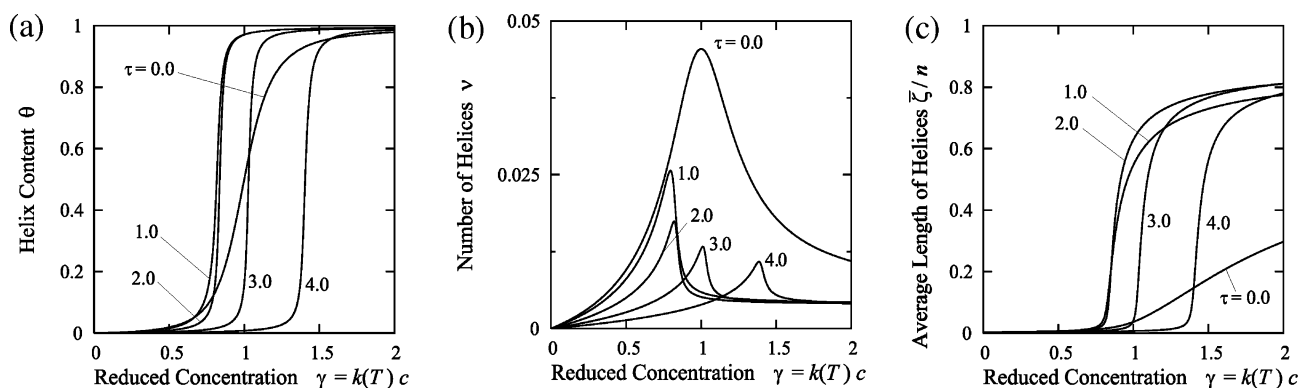 (a)
Helix Content θ
1
0.8
0.6
0.4
0.2
0
τ = 0.0
1.0
2.0
3.0
4.0
0 0.5 1 1.5 2
Reduced Concentration γ = k(T) c
(b)
Number of Helices ν
0.05
0.025
0
τ = 0.0
1.0
2.0
3.0
4.0
0.5 1 1.5 2
Reduced Concentration γ = k(T) c
(c)
Average Length of Helices ζ̄ / n
1
0.8
0.6
0.4
0.2
0
1.0
2.0
3.0
4.0
τ = 0.0
0 0.5 1 1.5 2
Reduced Concentration γ = k(T) c